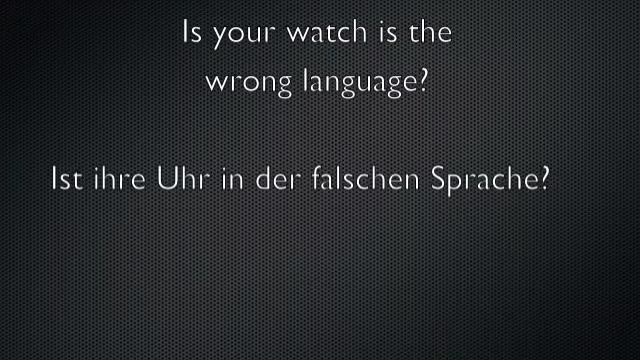 Is your watch is the
wrong language?
Ist ihre Uhr in der falschen Sprache?